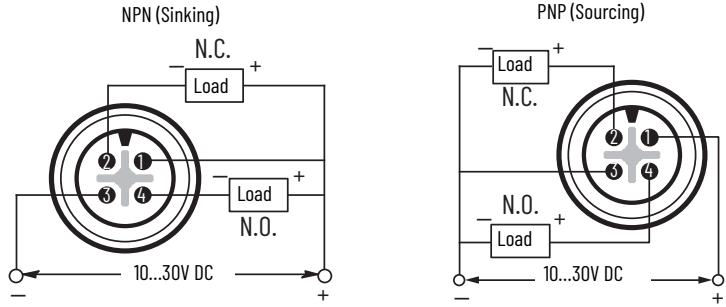 NPN (Sinking)
N.C.
− Load +
2 1
3 4
− Load +
N.O.
10...30V DC
− +
PNP (Sourcing)
− Load +
N.C.
2 1
3 4
N.O.
− Load +
10...30V DC
− +